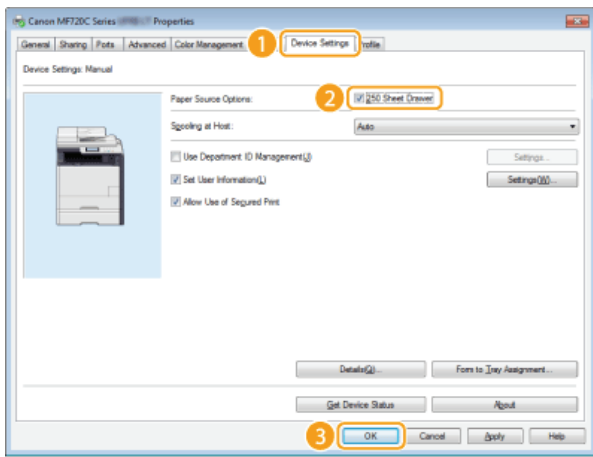 Canon MF720C Series Properties
General Sharing Ports Advanced Color Management 1 Device Settings Profile
Device Settings: Manual
Paper Source Options: 2 250 Sheet Drawer
Spooling at Host: Auto
Use Department ID Management(J) Settings...
Set User Information(L) Settings(W)...
Allow Use of Secured Print
Details(Q)... Form to Tray Assignment...
Get Device Status About
3 OK Cancel Apply Help